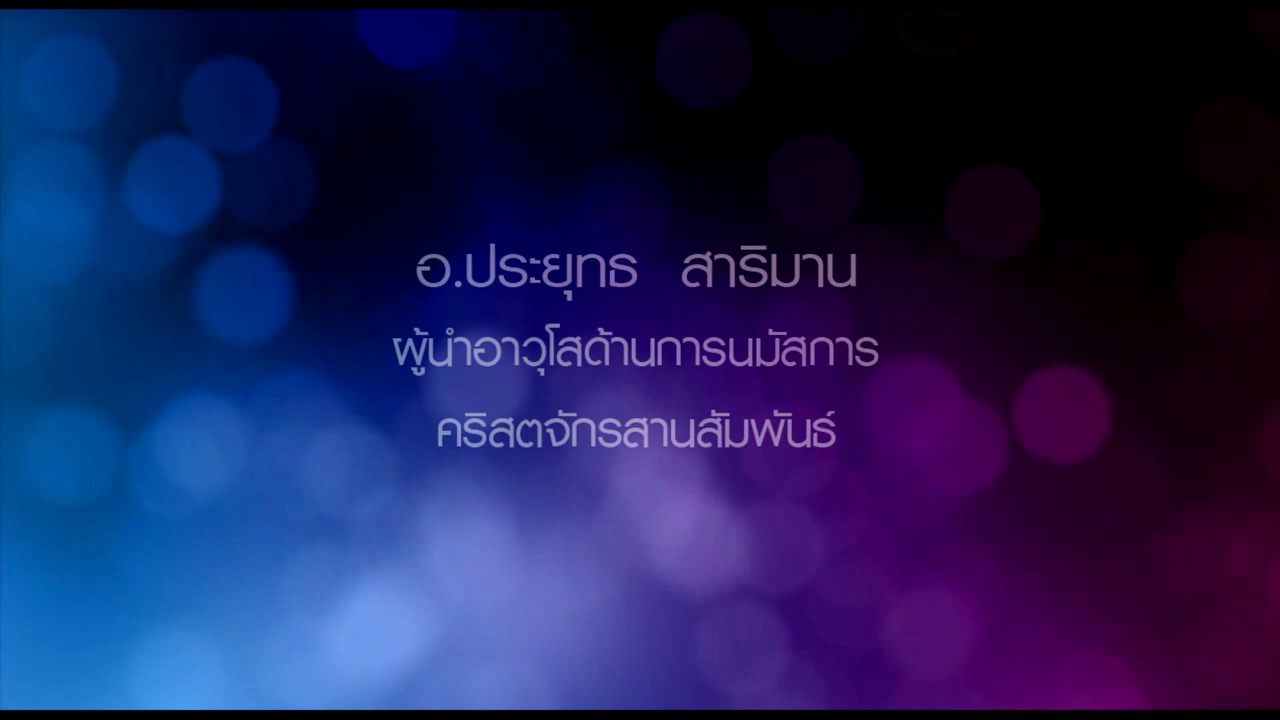 อ.ประยุทธ สาริมาน
ผู้นำอาวุโสด้านการนมัสการ
คริสตจักรสานสัมพันธ์